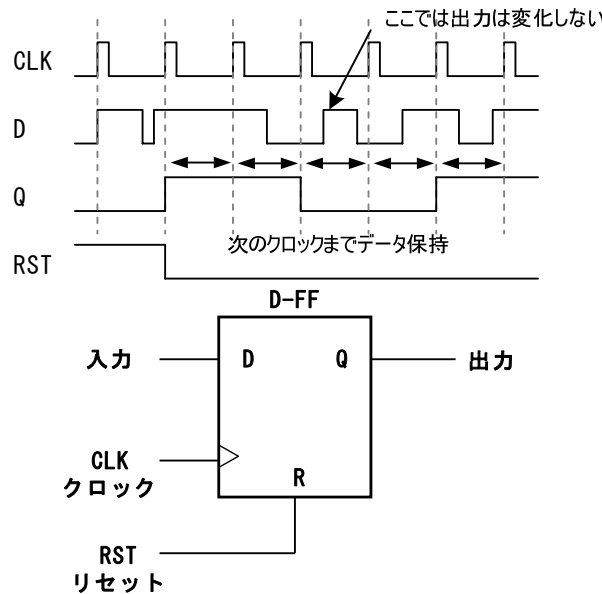 ここでは出力は変化しない
CLK
D
Q
次のクロックまでデータ保持
RST
D-FF
入力
D
Q
出力
CLK
クロック
R
RST
リセット